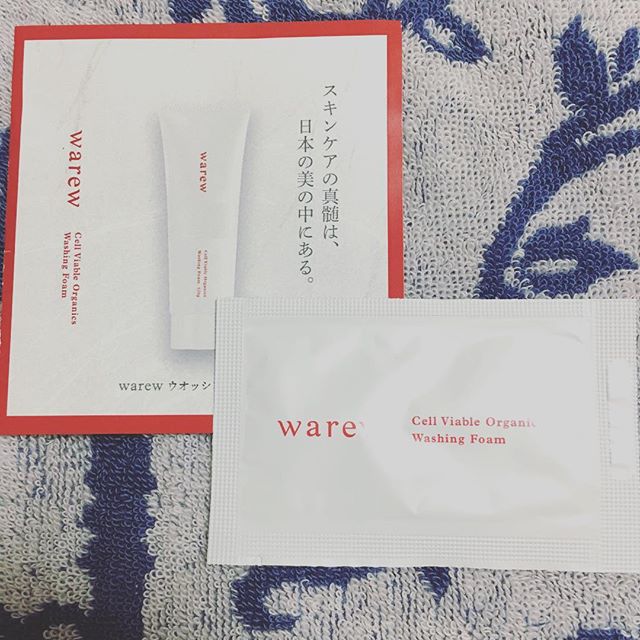 スキンケアの真髄は、
日本の美の中にある。
warew
Cell Viable Organics
Washing Foam
warew
Cell Viable Organics
Washing Foam 120g
warew ウオッシ
warew
Cell Viable Organic
Washing Foam